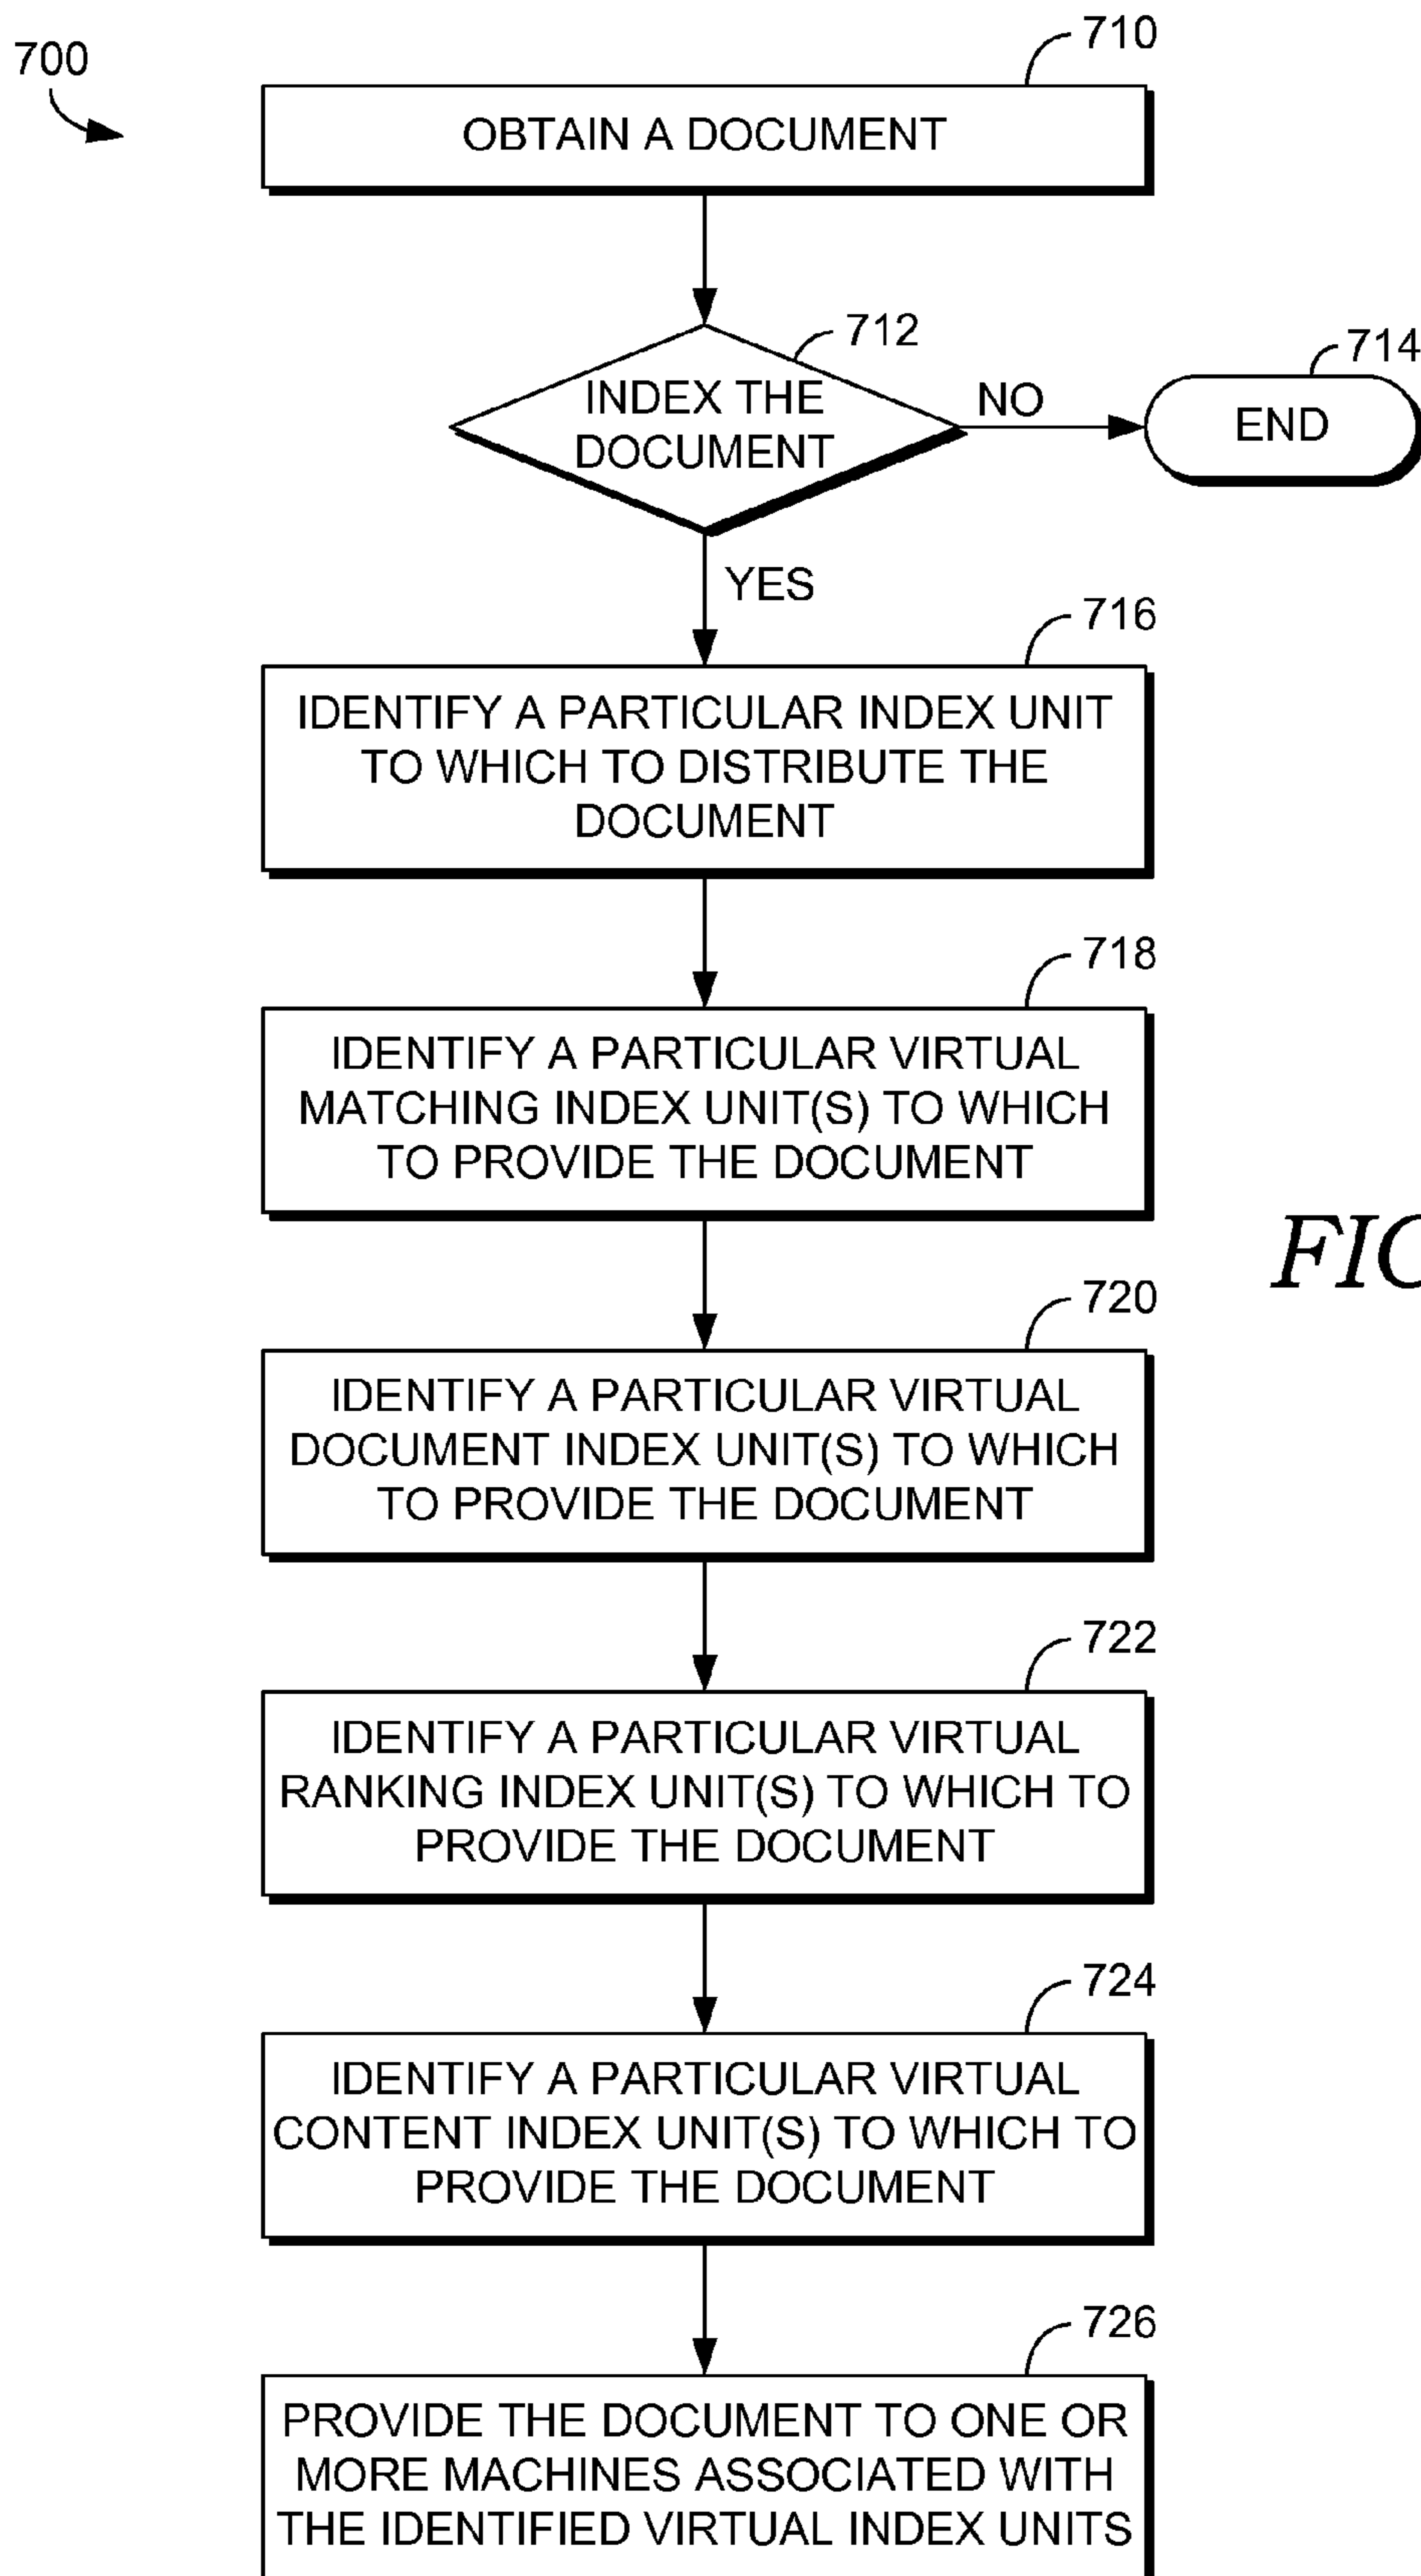 700
710
OBTAIN A DOCUMENT
712
INDEX THE
DOCUMENT
NO
714
END
YES
716
IDENTIFY A PARTICULAR INDEX UNIT
TO WHICH TO DISTRIBUTE THE
DOCUMENT
718
IDENTIFY A PARTICULAR VIRTUAL
MATCHING INDEX UNIT(S) TO WHICH
TO PROVIDE THE DOCUMENT
720
IDENTIFY A PARTICULAR VIRTUAL
DOCUMENT INDEX UNIT(S) TO WHICH
TO PROVIDE THE DOCUMENT
722
IDENTIFY A PARTICULAR VIRTUAL
RANKING INDEX UNIT(S) TO WHICH TO
PROVIDE THE DOCUMENT
724
IDENTIFY A PARTICULAR VIRTUAL
CONTENT INDEX UNIT(S) TO WHICH TO
PROVIDE THE DOCUMENT
726
PROVIDE THE DOCUMENT TO ONE OR
MORE MACHINES ASSOCIATED WITH
THE IDENTIFIED VIRTUAL INDEX UNITS